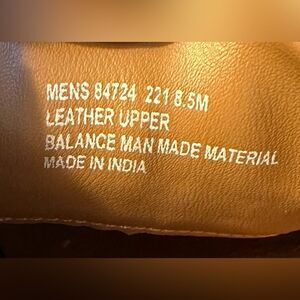 MENS 84724 221 8.5M
LEATHER UPPER
BALANCE MAN MADE MATERIAL
MADE IN INDIA